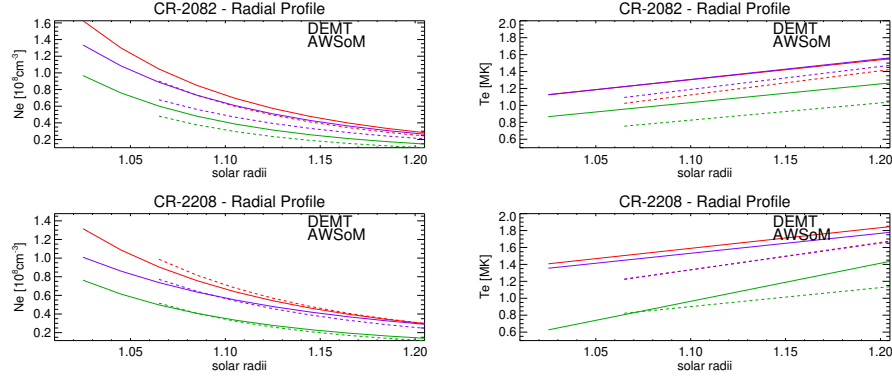 CR-2082 - Radial Profile
DEMT
AWSoM
Ne [10⁸cm⁻³]
1.6
1.4
1.2
1.0
0.8
0.6
0.4
0.2
1.05 1.10 1.15 1.20
solar radii
CR-2082 - Radial Profile
DEMT
AWSoM
Te [MK]
2.0
1.8
1.6
1.4
1.2
1.0
0.8
0.6
1.05 1.10 1.15 1.20
solar radii
CR-2208 - Radial Profile
DEMT
AWSoM
Ne [10⁸cm⁻³]
1.4
1.2
1.0
0.8
0.6
0.4
0.2
1.05 1.10 1.15 1.20
solar radii
CR-2208 - Radial Profile
DEMT
AWSoM
Te [MK]
2.0
1.8
1.6
1.4
1.2
1.0
0.8
0.6
1.05 1.10 1.15 1.20
solar radii